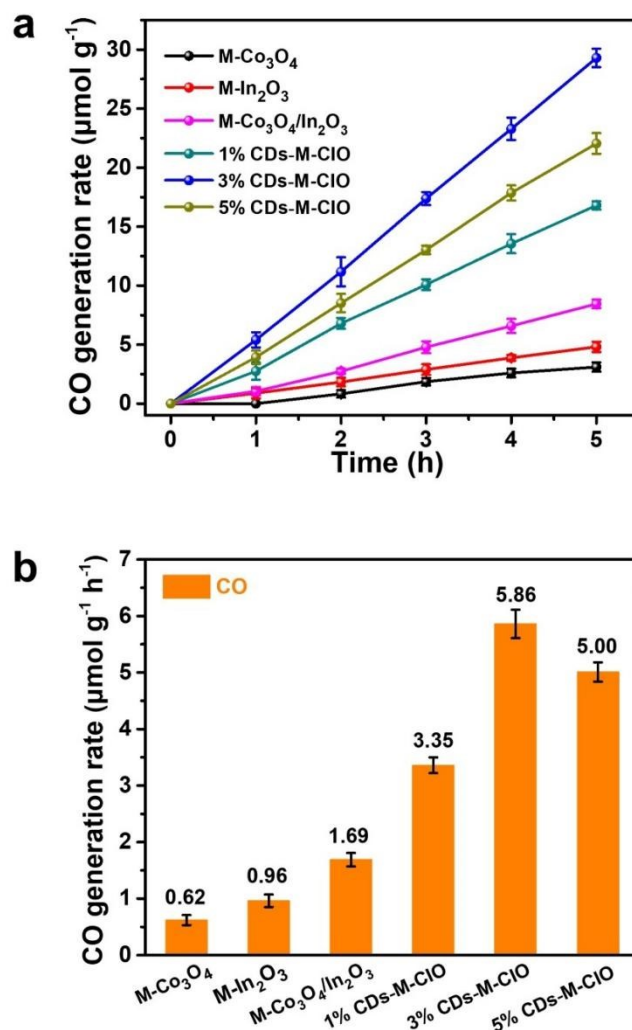 a
CO generation rate (μmol g⁻¹)
30
25
20
15
10
5
0
M-Co₃O₄
M-In₂O₃
M-Co₃O₄/In₂O₃
1% CDs-M-CIO
3% CDs-M-CIO
5% CDs-M-CIO
0 1 2 3 4 5
Time (h)
b
CO generation rate (μmol g⁻¹ h⁻¹)
7
6
5
4
3
2
1
0
CO
0.62
0.96
1.69
3.35
5.86
5.00
M-Co₃O₄
M-In₂O₃
M-Co₃O₄/In₂O₃
1% CDs-M-CIO
3% CDs-M-CIO
5% CDs-M-CIO